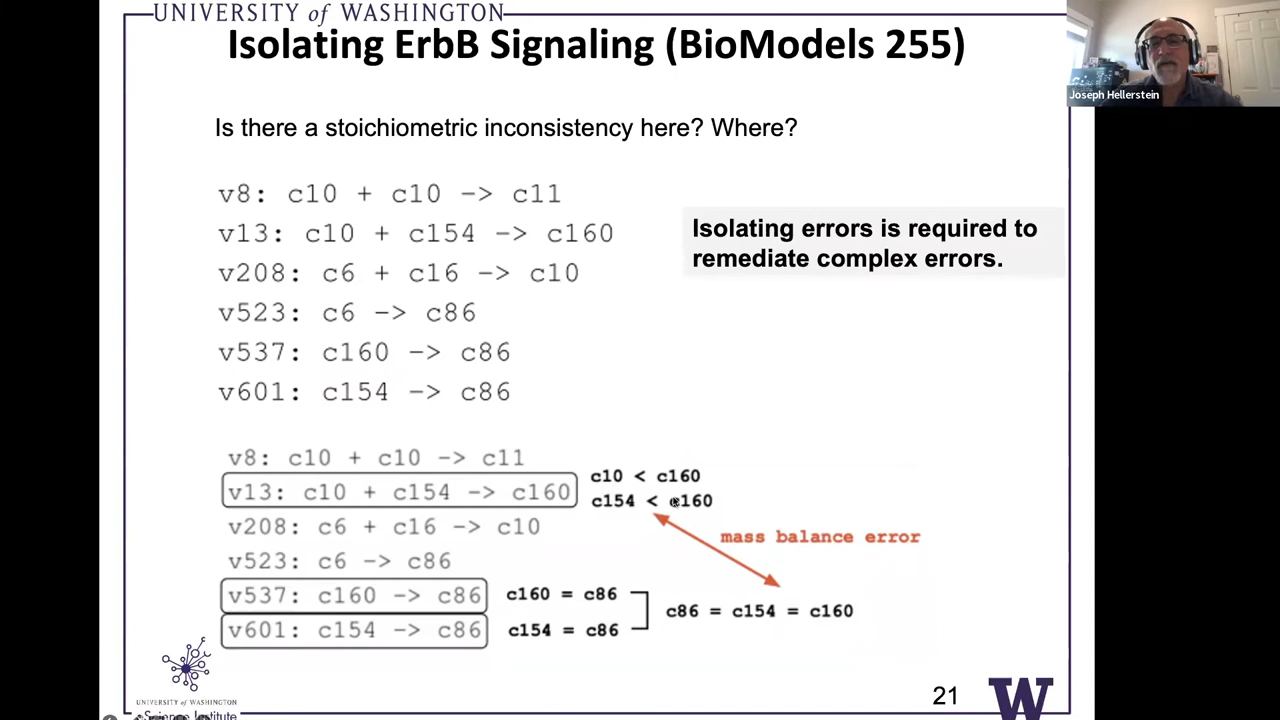 UNIVERSITY of WASHINGTON
Isolating ErbB Signaling (BioModels 255)
Joseph Hellerstein
Is there a stoichiometric inconsistency here? Where?
v8: c10 + c10 -> c11
v13: c10 + c154 -> c160
v208: c6 + c16 -> c10
v523: c6 -> c86
v537: c160 -> c86
v601: c154 -> c86
Isolating errors is required to
remediate complex errors.
v8: c10 + c10 -> c11
v13: c10 + c154 -> c160
c10 < c160
c154 < c160
v208: c6 + c16 -> c10
mass balance error
v523: c6 -> c86
v537: c160 -> c86
c160 = c86
c86 = c154 = c160
v601: c154 -> c86
c154 = c86
UNIVERSITY of WASHINGTON
eScience Institute
21
W